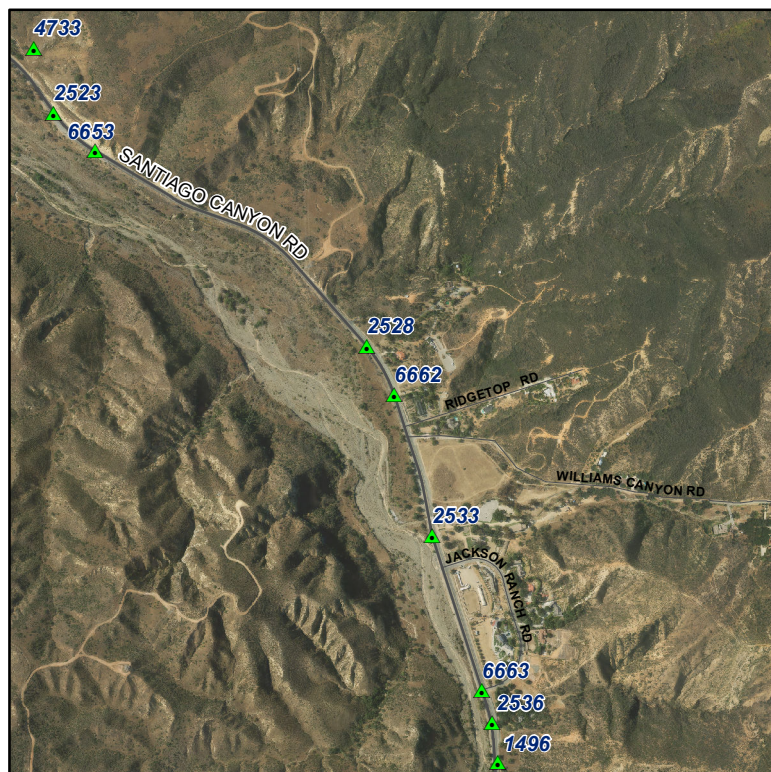 4733
2523
6653
SANTIAGO CANYON RD
2528
6662
RIDGETOP RD
WILLIAMS CANYON RD
2533
JACKSON RANCH RD
6663
2536
1496